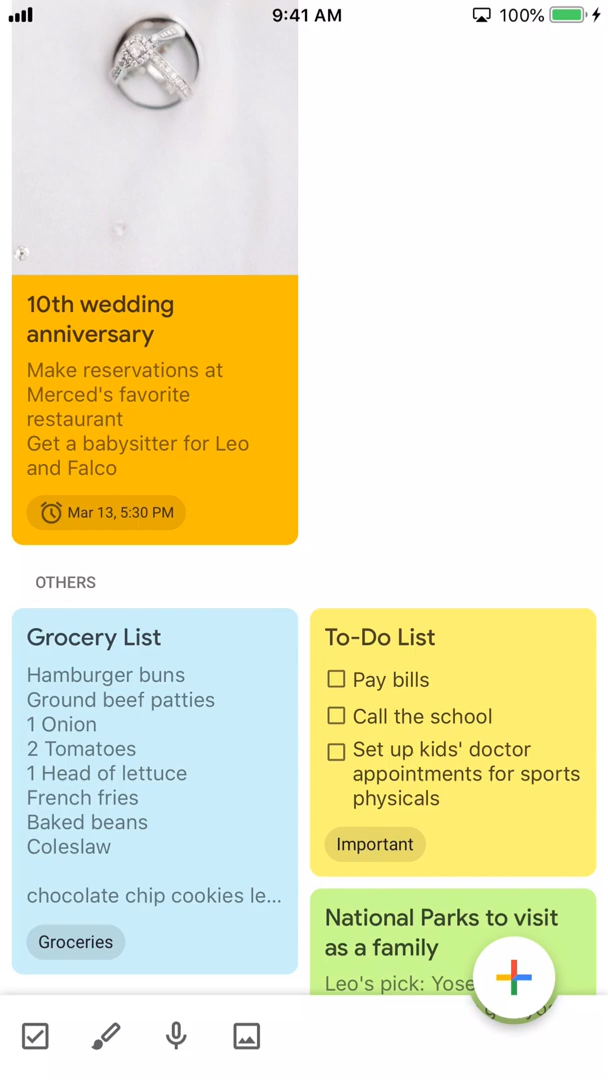 9:41 AM
100%
10th wedding
anniversary
Make reservations at
Merced's favorite
restaurant
Get a babysitter for Leo
and Falco
Mar 13, 5:30 PM
OTHERS
Grocery List
Hamburger buns
Ground beef patties
1 Onion
2 Tomatoes
1 Head of lettuce
French fries
Baked beans
Coleslaw
chocolate chip cookies le...
Groceries
To-Do List
Pay bills
Call the school
Set up kids' doctor
appointments for sports
physicals
Important
National Parks to visit
as a family
Leo's pick: